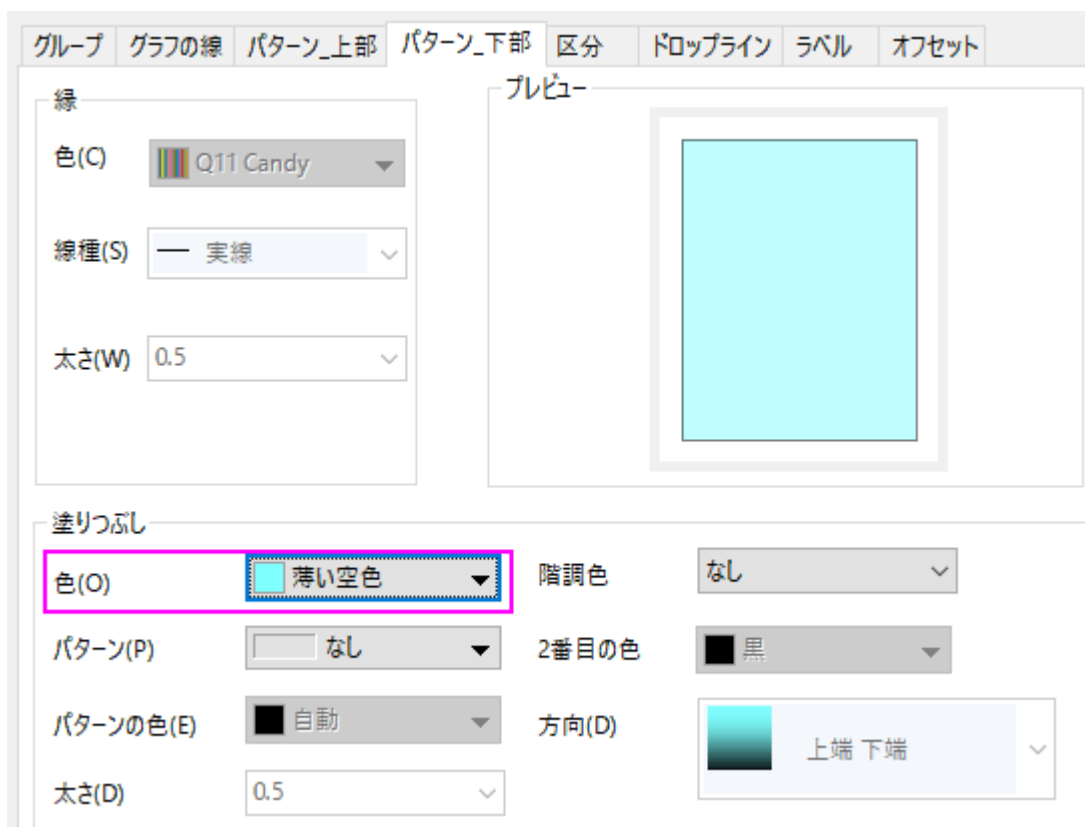 グループ グラフの線 パターン_上部 パターン_下部 区分 ドロップライン ラベル オフセット
縁
色(C) Q11 Candy
線種(S) 実線
太さ(W) 0.5
プレビュー
塗りつぶし
色(O) 薄い空色 階調色 なし
パターン(P) なし 2番目の色 黒
パターンの色(E) 自動 方向(D) 上端 下端
太さ(D) 0.5